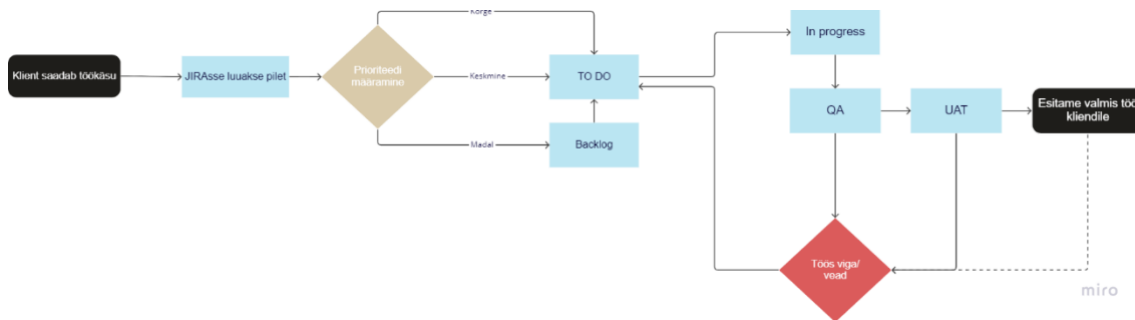 Kõrge
In progress
Klient saadab töökäsu
JIRAsse luuakse pilet
Prioriteedi
määramine
Keskmine
TO DO
QA
UAT
Esitame valmis töö
kliendile
Madal
Backlog
Töös viga/
vead
miro